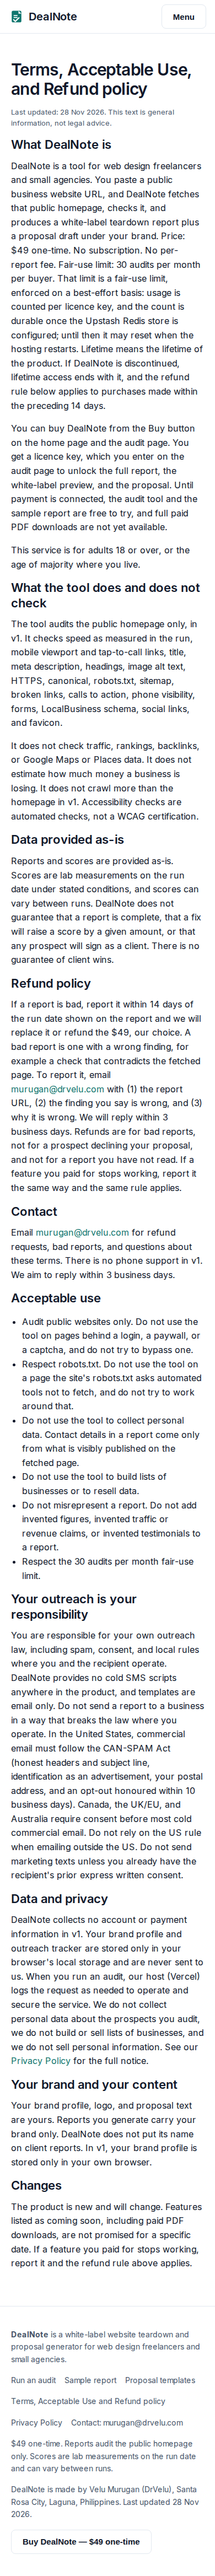 DealNote
Menu
Terms, Acceptable Use,
and Refund policy
Last updated: 28 Nov 2026. This text is general
information, not legal advice.
What DealNote is
DealNote is a tool for web design freelancers
and small agencies. You paste a public
business website URL, and DealNote fetches
that public homepage, checks it, and
produces a white-label teardown report plus
a proposal draft under your brand. Price:
$49 one-time. No subscription. No per-
report fee. Fair-use limit: 30 audits per month
per buyer. That limit is a fair-use limit,
enforced on a best-effort basis: usage is
counted per licence key, and the count is
durable once the Upstash Redis store is
configured; until then it may reset when the
hosting restarts. Lifetime means the lifetime of
the product. If DealNote is discontinued,
lifetime access ends with it, and the refund
rule below applies to purchases made within
the preceding 14 days.
You can buy DealNote from the Buy button
on the home page and the audit page. You
get a licence key, which you enter on the
audit page to unlock the full report, the
white-label preview, and the proposal. Until
payment is connected, the audit tool and the
sample report are free to try, and full paid
PDF downloads are not yet available.
This service is for adults 18 or over, or the
age of majority where you live.
What the tool does and does not
check
The tool audits the public homepage only, in
v1. It checks speed as measured in the run,
mobile viewport and tap-to-call links, title,
meta description, headings, image alt text,
HTTPS, canonical, robots.txt, sitemap,
broken links, calls to action, phone visibility,
forms, LocalBusiness schema, social links,
and favicon.
It does not check traffic, rankings, backlinks,
or Google Maps or Places data. It does not
estimate how much money a business is
losing. It does not crawl more than the
homepage in v1. Accessibility checks are
automated checks, not a WCAG certification.
Data provided as-is
Reports and scores are provided as-is.
Scores are lab measurements on the run
date under stated conditions, and scores can
vary between runs. DealNote does not
guarantee that a report is complete, that a fix
will raise a score by a given amount, or that
any prospect will sign as a client. There is no
guarantee of client wins.
Refund policy
If a report is bad, report it within 14 days of
the run date shown on the report and we will
replace it or refund the $49, our choice. A
bad report is one with a wrong finding, for
example a check that contradicts the fetched
page. To report it, email
murugan@drvelu.com with (1) the report
URL, (2) the finding you say is wrong, and (3)
why it is wrong. We will reply within 3
business days. Refunds are for bad reports,
not for a prospect declining your proposal,
and not for a report you have not read. If a
feature you paid for stops working, report it
the same way and the same rule applies.
Contact
Email murugan@drvelu.com for refund
requests, bad reports, and questions about
these terms. There is no phone support in v1.
We aim to reply within 3 business days.
Acceptable use
• Audit public websites only. Do not use the
tool on pages behind a login, a paywall, or
a captcha, and do not try to bypass one.
• Respect robots.txt. Do not use the tool on
a page the site's robots.txt asks automated
tools not to fetch, and do not try to work
around that.
• Do not use the tool to collect personal
data. Contact details in a report come only
from what is visibly published on the
fetched page.
• Do not use the tool to build lists of
businesses or to resell data.
• Do not misrepresent a report. Do not add
invented figures, invented traffic or
revenue claims, or invented testimonials to
a report.
• Respect the 30 audits per month fair-use
limit.
Your outreach is your
responsibility
You are responsible for your own outreach
law, including spam, consent, and local rules
where you and the recipient operate.
DealNote provides no cold SMS scripts
anywhere in the product, and templates are
email only. Do not send a report to a business
in a way that breaks the law where you
operate. In the United States, commercial
email must follow the CAN-SPAM Act
(honest headers and subject line,
identification as an advertisement, your postal
address, and an opt-out honoured within 10
business days). Canada, the UK/EU, and
Australia require consent before most cold
commercial email. Do not rely on the US rule
when emailing outside the US. Do not send
marketing texts unless you already have the
recipient's prior express written consent.
Data and privacy
DealNote collects no account or payment
information in v1. Your brand profile and
outreach tracker are stored only in your
browser's local storage and are never sent to
us. When you run an audit, our host (Vercel)
logs the request as needed to operate and
secure the service. We do not collect
personal data about the prospects you audit,
we do not build or sell lists of businesses, and
we do not sell personal information. See our
Privacy Policy for the full notice.
Your brand and your content
Your brand profile, logo, and proposal text
are yours. Reports you generate carry your
brand only. DealNote does not put its name
on client reports. In v1, your brand profile is
stored only in your own browser.
Changes
The product is new and will change. Features
listed as coming soon, including paid PDF
downloads, are not promised for a specific
date. If a feature you paid for stops working,
report it and the refund rule above applies.
DealNote is a white-label website teardown and
proposal generator for web design freelancers and
small agencies.
Run an audit Sample report Proposal templates
Terms, Acceptable Use and Refund policy
Privacy Policy Contact: murugan@drvelu.com
$49 one-time. Reports audit the public homepage
only. Scores are lab measurements on the run date
and can vary between runs.
DealNote is made by Velu Murugan (DrVelu), Santa
Rosa City, Laguna, Philippines. Last updated 28 Nov
2026.
Buy DealNote — $49 one-time